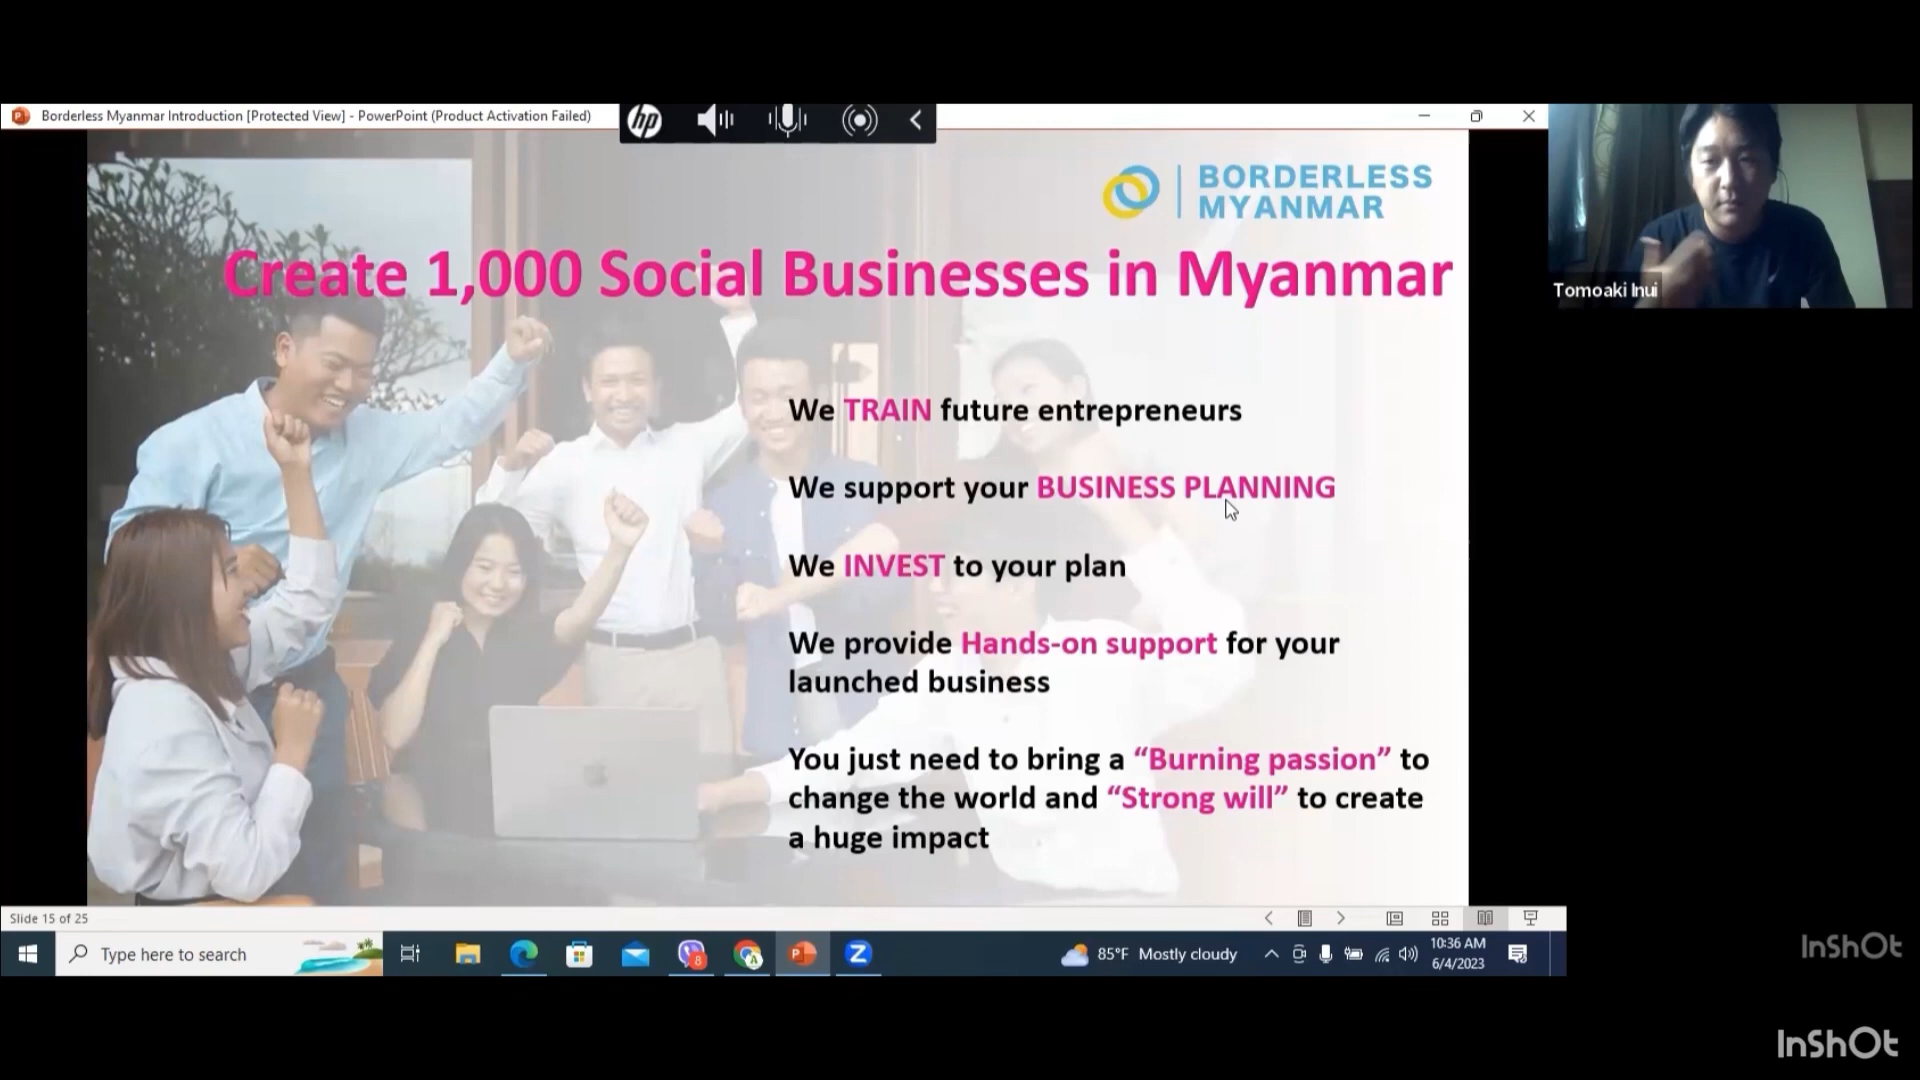 Borderless Myanmar Introduction [Protected View] - PowerPoint (Product Activation Failed)
hp
BORDERLESS
MYANMAR
Create 1,000 Social Businesses in Myanmar
Tomoaki Inui
We TRAIN future entrepreneurs
We support your BUSINESS PLANNING
We INVEST to your plan
We provide Hands-on support for your
launched business
You just need to bring a “Burning passion” to
change the world and “Strong will” to create
a huge impact
Slide 15 of 25
Type here to search
8
A
Z
85°F Mostly cloudy
10:36 AM
6/4/2023
InShOt
InShOt